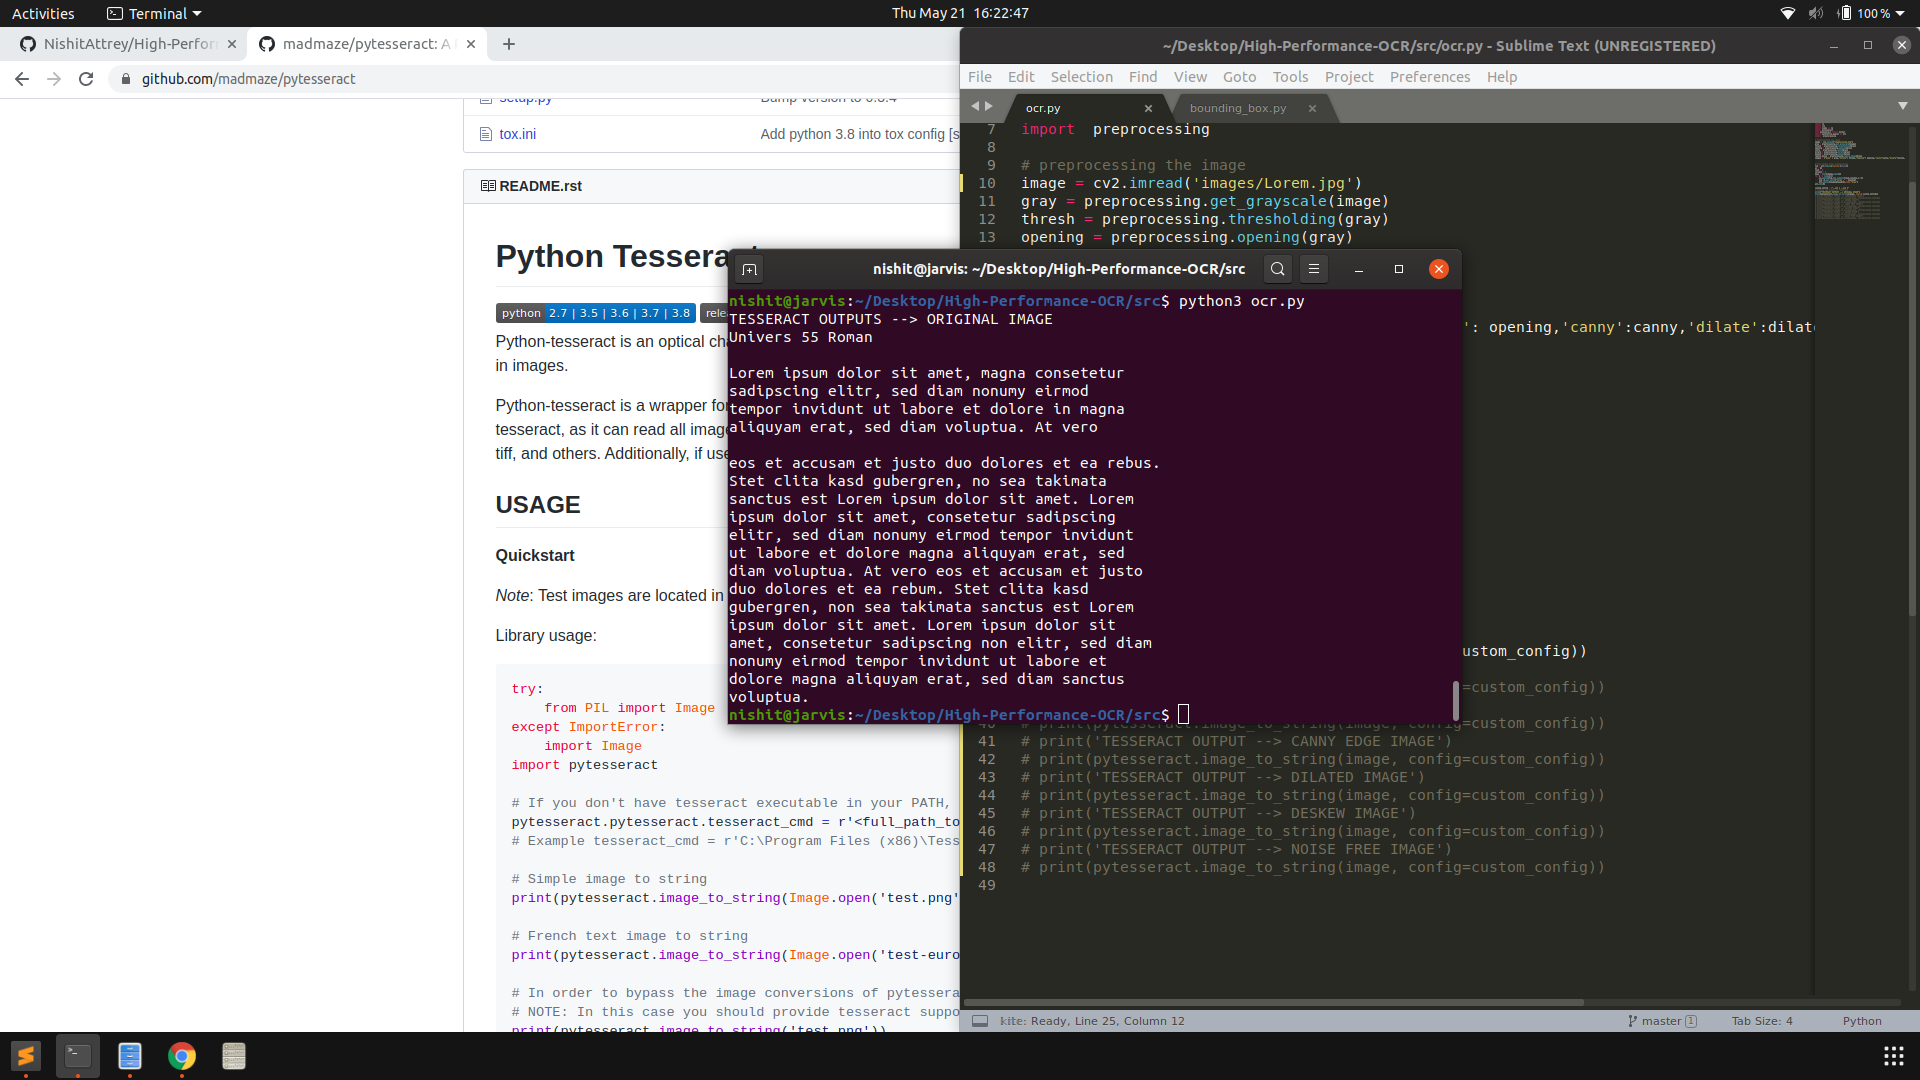 Activities
Terminal
Thu May 21 16:22:47
100 %
NishitAttrey/High-Perfor
madmaze/pytesseract: A
github.com/madmaze/pytesseract
setup.py
tox.ini
Add python 3.8 into tox config [s
README.rst
Python Tessera
python 2.7 | 3.5 | 3.6 | 3.7 | 3.8
Python-tesseract is an optical cha
in images.
Python-tesseract is a wrapper for
tesseract, as it can read all imag
tiff, and others. Additionally, if use
USAGE
Quickstart
Note: Test images are located in
Library usage:
try:
from PIL import Image
except ImportError:
import Image
import pytesseract
# If you don't have tesseract executable in your PATH,
pytesseract.pytesseract.tesseract_cmd = r'<full_path_to
# Example tesseract_cmd = r'C:\Program Files (x86)\Tess
# Simple image to string
print(pytesseract.image_to_string(Image.open('test.png'
# French text image to string
print(pytesseract.image_to_string(Image.open('test-euro
# In order to bypass the image conversions of pytessera
# NOTE: In this case you should provide tesseract suppo
print(pytesseract.image_to_string('test.png'))
~/Desktop/High-Performance-OCR/src/ocr.py - Sublime Text (UNREGISTERED)
File Edit Selection Find View Goto Tools Project Preferences Help
ocr.py
bounding_box.py
7 import preprocessing
8
9 # preprocessing the image
10 image = cv2.imread('images/Lorem.jpg')
11 gray = preprocessing.get_grayscale(image)
12 thresh = preprocessing.thresholding(gray)
13 opening = preprocessing.opening(gray)
': opening,'canny':canny,'dilate':dilat
ustom_config))
=custom_config))
40 # print(pytesseract.image_to_string(image, config=custom_config))
41 # print('TESSERACT OUTPUT --> CANNY EDGE IMAGE')
42 # print(pytesseract.image_to_string(image, config=custom_config))
43 # print('TESSERACT OUTPUT --> DILATED IMAGE')
44 # print(pytesseract.image_to_string(image, config=custom_config))
45 # print('TESSERACT OUTPUT --> DESKEW IMAGE')
46 # print(pytesseract.image_to_string(image, config=custom_config))
47 # print('TESSERACT OUTPUT --> NOISE FREE IMAGE')
48 # print(pytesseract.image_to_string(image, config=custom_config))
49
kite: Ready, Line 25, Column 12
master 1
Tab Size: 4
Python
nishit@jarvis: ~/Desktop/High-Performance-OCR/src
nishit@jarvis:~/Desktop/High-Performance-OCR/src$ python3 ocr.py
TESSERACT OUTPUTS --> ORIGINAL IMAGE
Univers 55 Roman
Lorem ipsum dolor sit amet, magna consetetur
sadipscing elitr, sed diam nonumy eirmod
tempor invidunt ut labore et dolore in magna
aliquyam erat, sed diam voluptua. At vero
eos et accusam et justo duo dolores et ea rebus.
Stet clita kasd gubergren, no sea takimata
sanctus est Lorem ipsum dolor sit amet. Lorem
ipsum dolor sit amet, consetetur sadipscing
elitr, sed diam nonumy eirmod tempor invidunt
ut labore et dolore magna aliquyam erat, sed
diam voluptua. At vero eos et accusam et justo
duo dolores et ea rebum. Stet clita kasd
gubergren, non sea takimata sanctus est Lorem
ipsum dolor sit amet. Lorem ipsum dolor sit
amet, consetetur sadipscing non elitr, sed diam
nonumy eirmod tempor invidunt ut labore et
dolore magna aliquyam erat, sed diam sanctus
voluptua.
nishit@jarvis:~/Desktop/High-Performance-OCR/src$